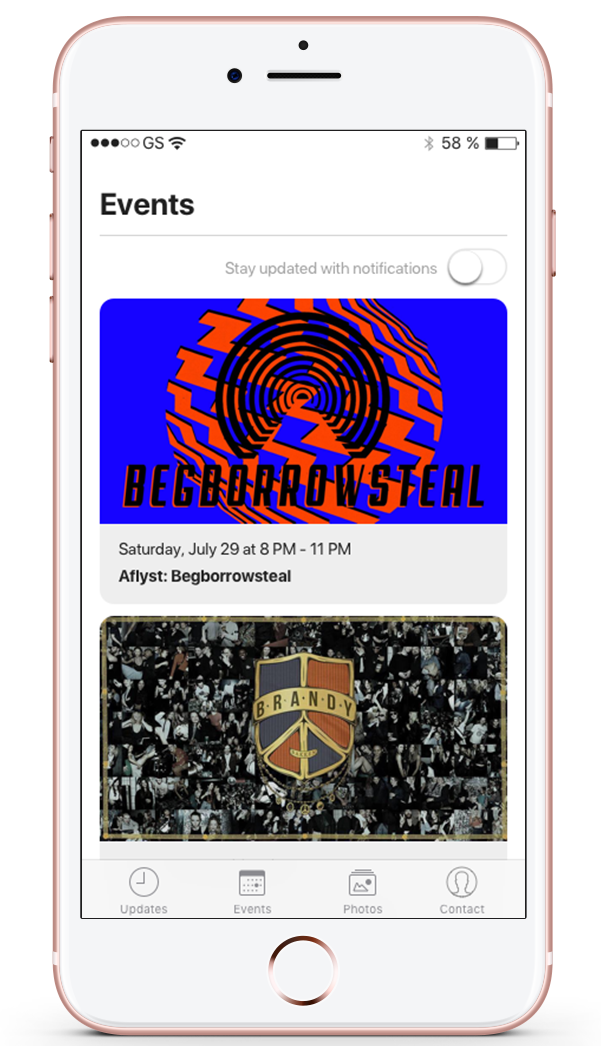 GS 58 %
Events
Stay updated with notifications
BEGBORROWSTEAL
Saturday, July 29 at 8 PM - 11 PM
Aflyst: Begborrowsteal
B·R·A·N·D·Y
Updates Events Photos Contact